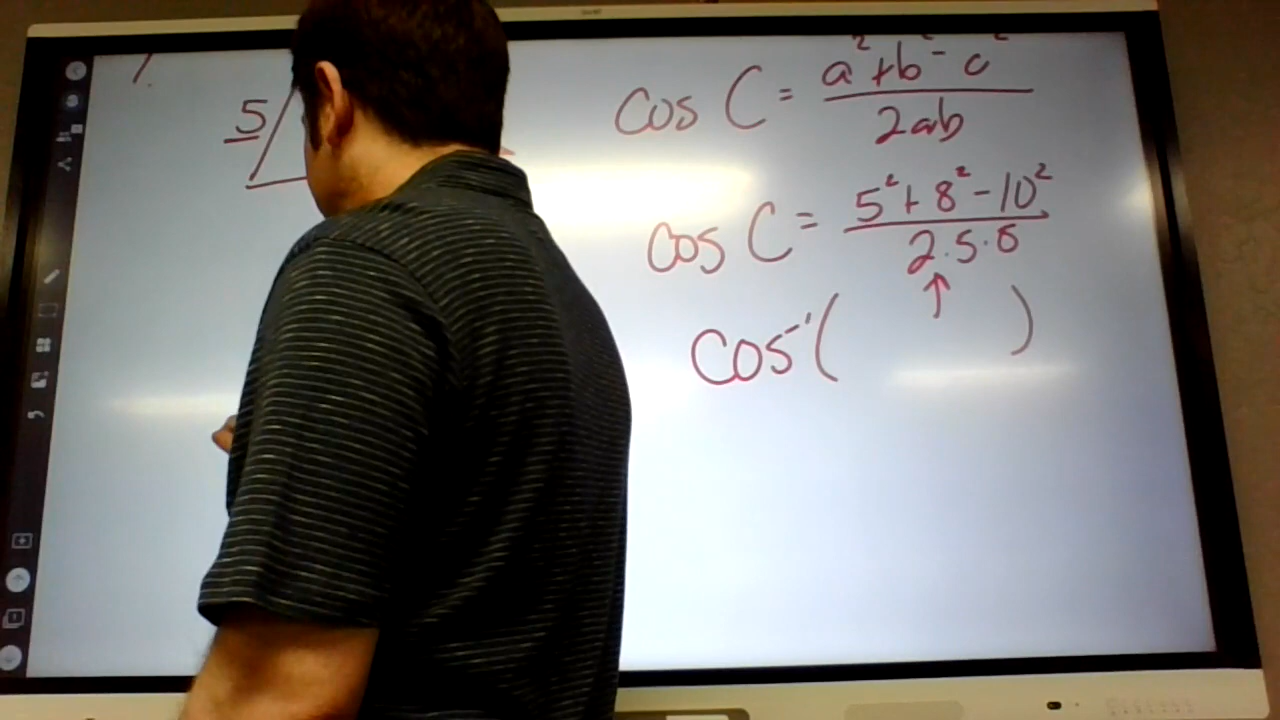 5
cos C = a²+b²-c² / 2ab
cos C = 5²+8²-10² / 2·5·8
↑
cos⁻¹( )